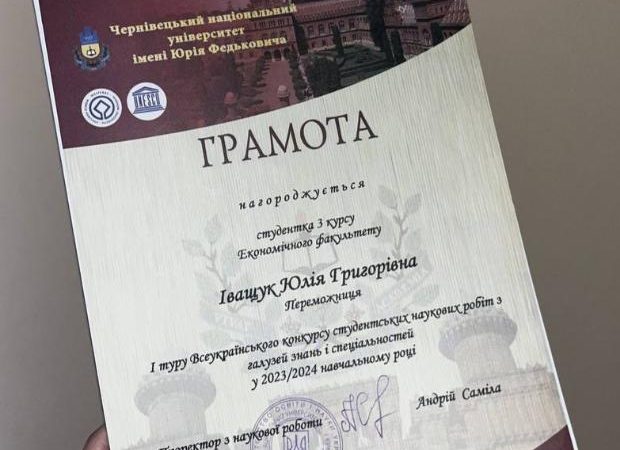 Чернівецький національний
університет
імені Юрія Федьковича
UNESCO
ГРАМОТА
нагороджується
студентка 3 курсу
Економічного факультету
Іващук Юлія Григорівна
Переможниця
І туру Всеукраїнського конкурсу студентських наукових робіт з
галузей знань і спеціальностей
у 2023/2024 навчальному році
Проректор з наукової роботи
Андрій Саміла